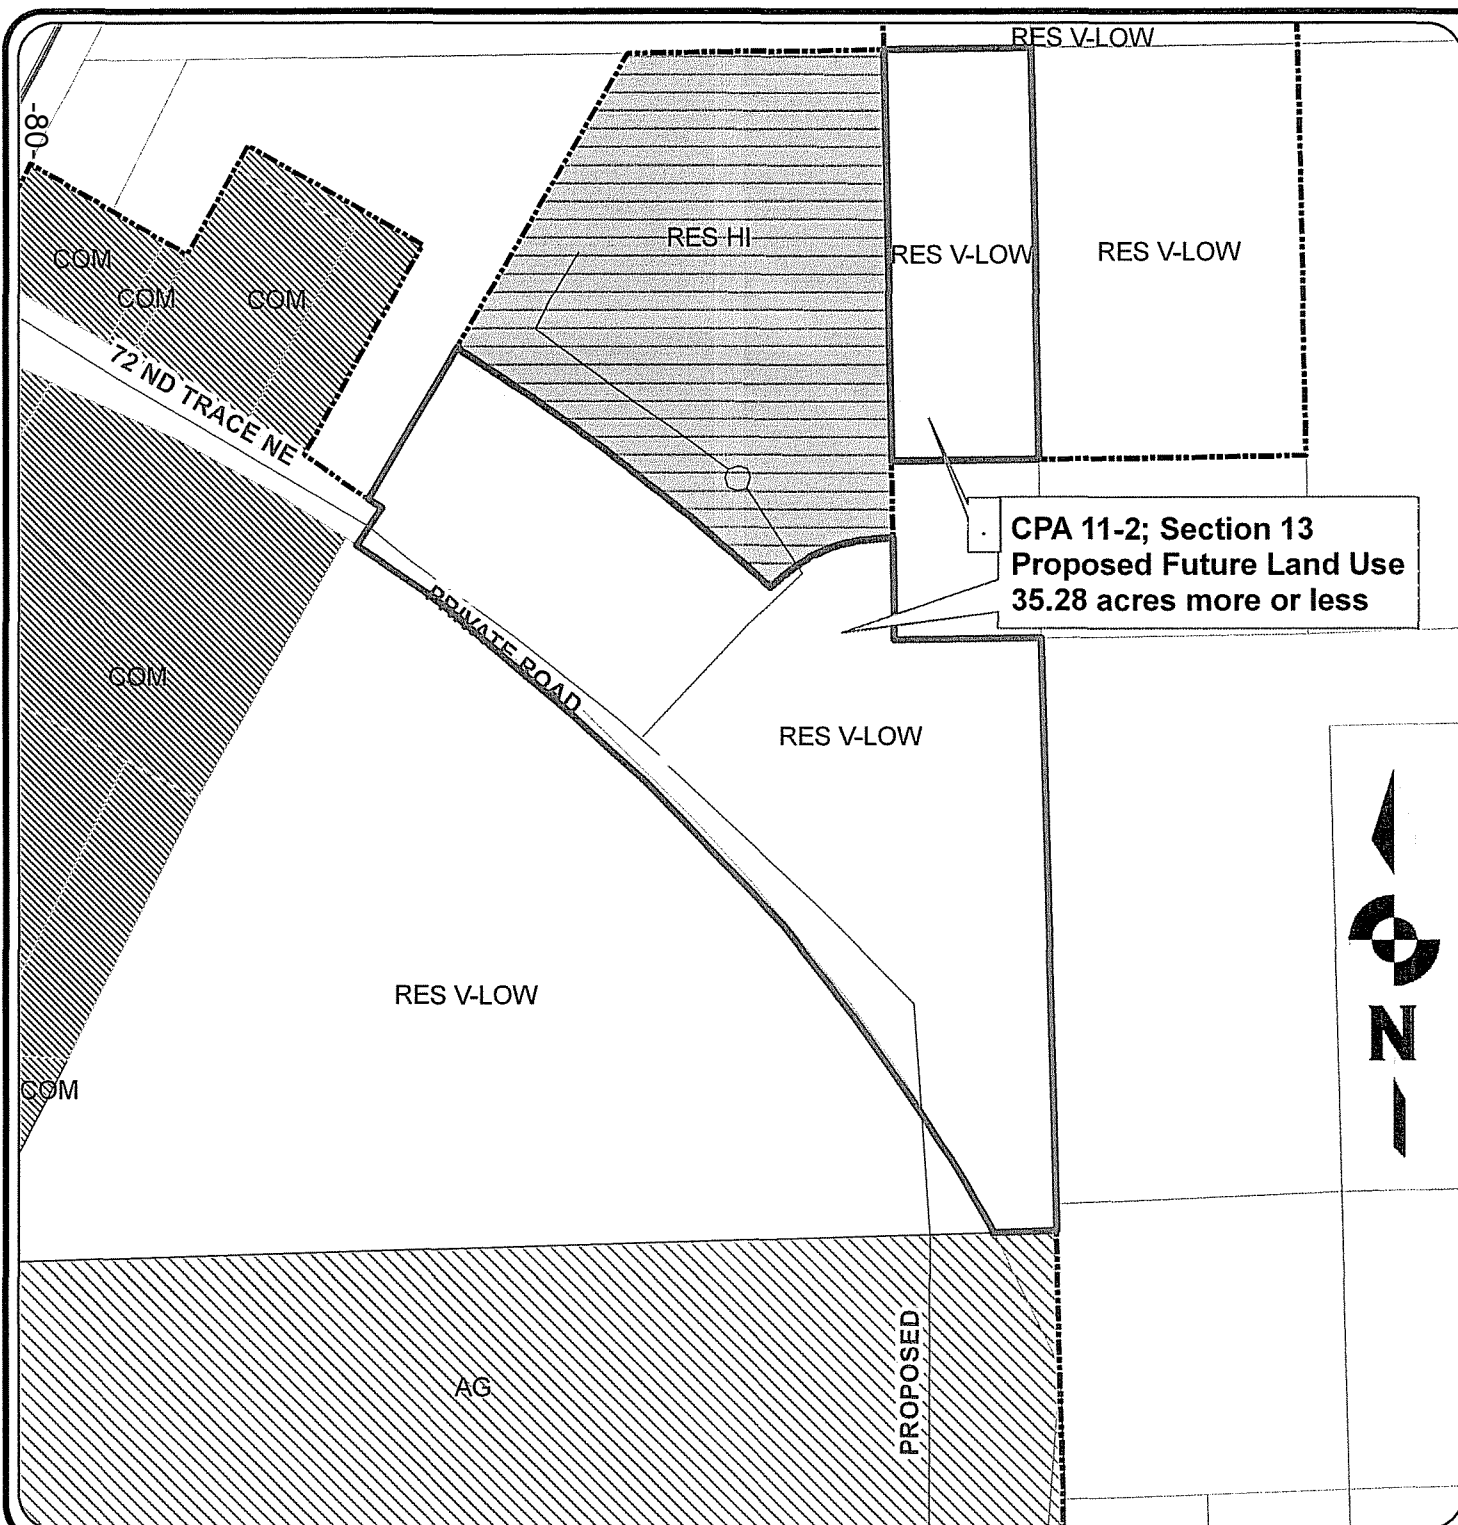 RES V-LOW
-80-
RES HI
RES V-LOW
RES V-LOW
COM
COM
COM
72 ND TRACE NE
CPA 11-2; Section 13
Proposed Future Land Use
35.28 acres more or less
PRIVATE ROAD
COM
RES V-LOW
RES V-LOW
N
COM
PROPOSED
AG